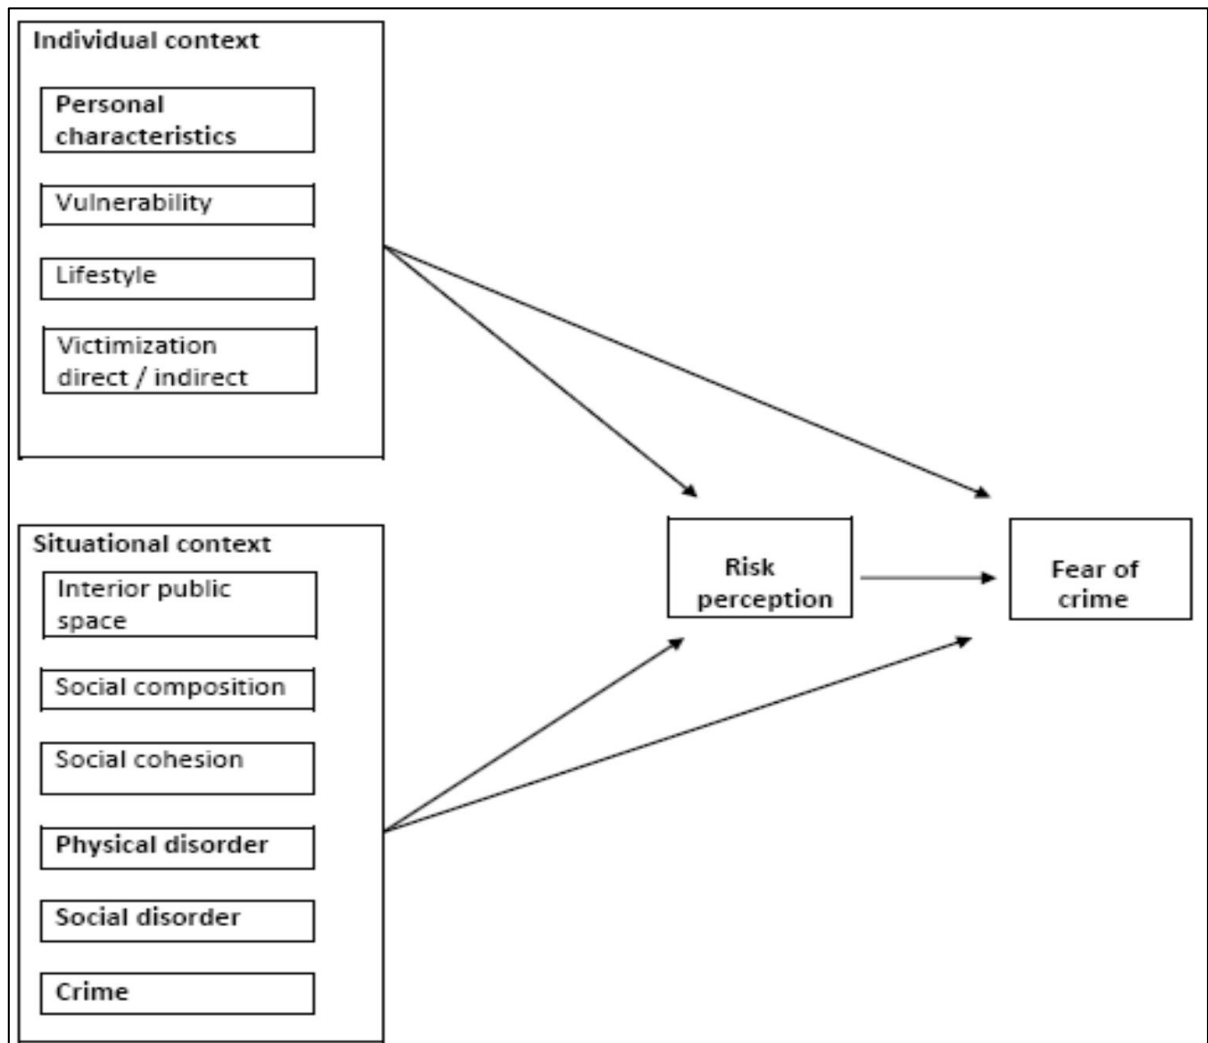 Individual context
Personal
characteristics
Vulnerability
Lifestyle
Victimization
direct / indirect
Situational context
Interior public
space
Social composition
Social cohesion
Physical disorder
Social disorder
Crime
Risk
perception
Fear of
crime